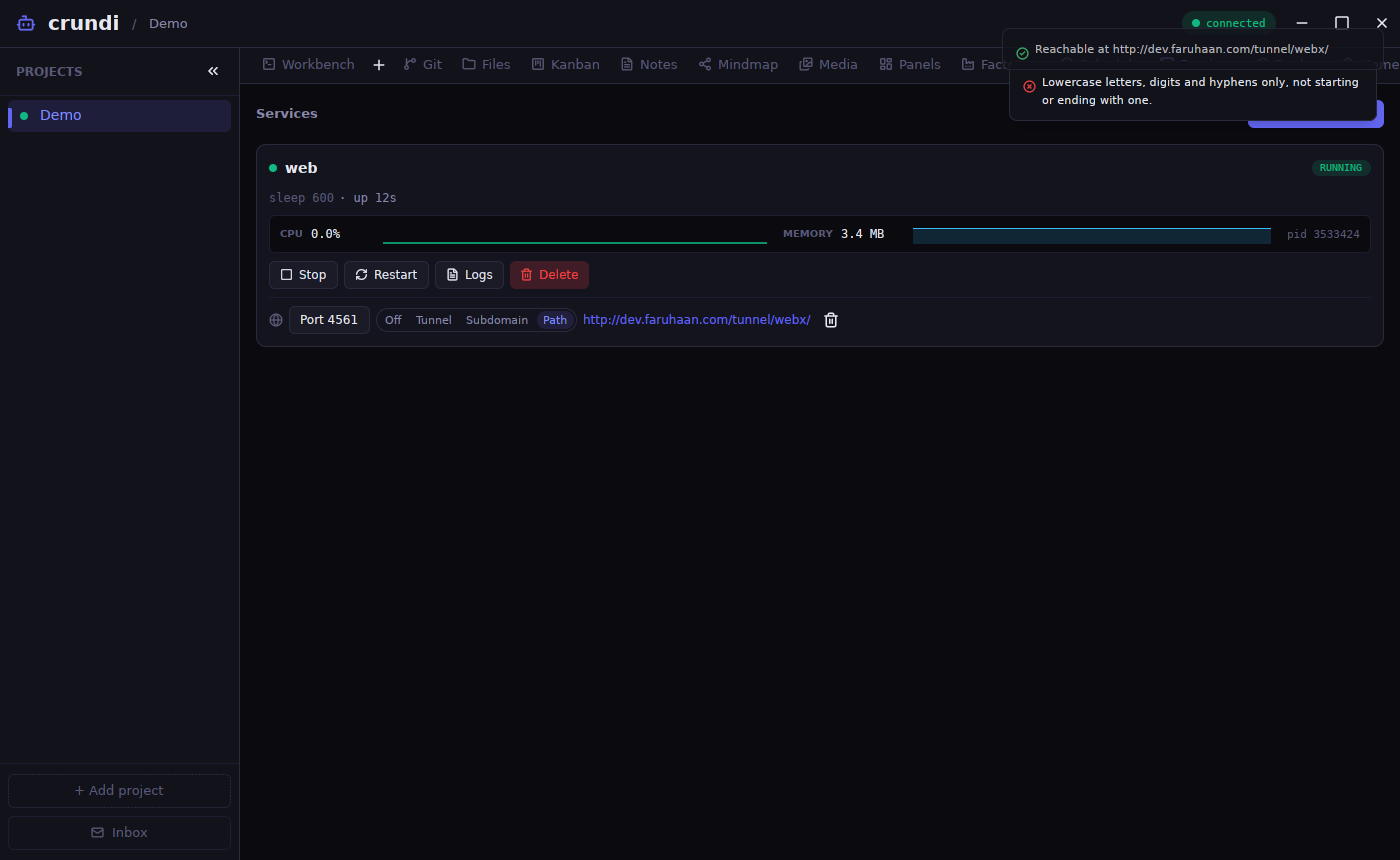 crundi / Demo
connected
PROJECTS
Workbench
Git
Files
Kanban
Notes
Mindmap
Media
Panels
Reachable at http://dev.faruhaan.com/tunnel/webx/
Lowercase letters, digits and hyphens only, not starting
or ending with one.
Demo
Services
web
RUNNING
sleep 600 · up 12s
CPU 0.0%
MEMORY 3.4 MB
pid 3533424
Stop
Restart
Logs
Delete
Port 4561
Off
Tunnel
Subdomain
Path
http://dev.faruhaan.com/tunnel/webx/
+ Add project
Inbox